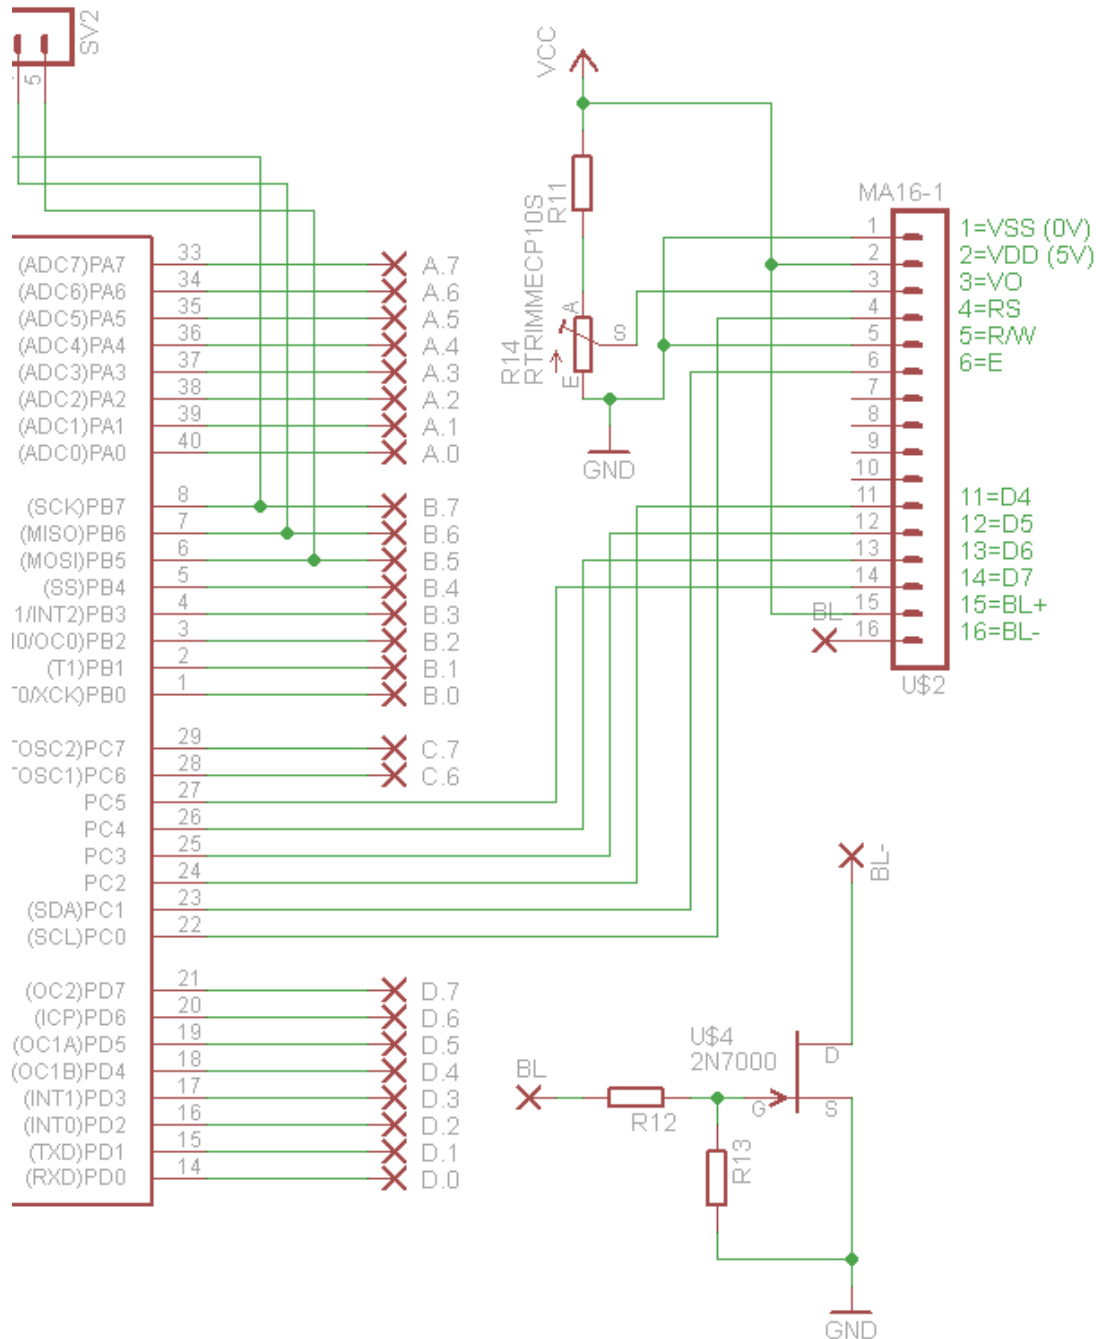 SV2
5
VCC
R11
R14
RTRIMMECP10S
A
S
E
GND
MA16-1
1 1=VSS (0V)
2 2=VDD (5V)
3 3=VO
4 4=RS
5 5=R/W
6 6=E
7
8
9
10
11 11=D4
12 12=D5
13 13=D6
14 14=D7
15 15=BL+
16 16=BL-
BL
U$2
(ADC7)PA7 33 A.7
(ADC6)PA6 34 A.6
(ADC5)PA5 35 A.5
(ADC4)PA4 36 A.4
(ADC3)PA3 37 A.3
(ADC2)PA2 38 A.2
(ADC1)PA1 39 A.1
(ADC0)PA0 40 A.0
(SCK)PB7 8 B.7
(MISO)PB6 7 B.6
(MOSI)PB5 6 B.5
(SS)PB4 5 B.4
1/INT2)PB3 4 B.3
I0/OC0)PB2 3 B.2
(T1)PB1 2 B.1
T0/XCK)PB0 1 B.0
TOSC2)PC7 29 C.7
TOSC1)PC6 28 C.6
PC5 27
PC4 26
PC3 25
PC2 24
(SDA)PC1 23
(SCL)PC0 22
(OC2)PD7 21 D.7
(ICP)PD6 20 D.6
(OC1A)PD5 19 D.5
(OC1B)PD4 18 D.4
(INT1)PD3 17 D.3
(INT0)PD2 16 D.2
(TXD)PD1 15 D.1
(RXD)PD0 14 D.0
BL-
U$4
2N7000
D
G
S
BL
R12
R13
GND